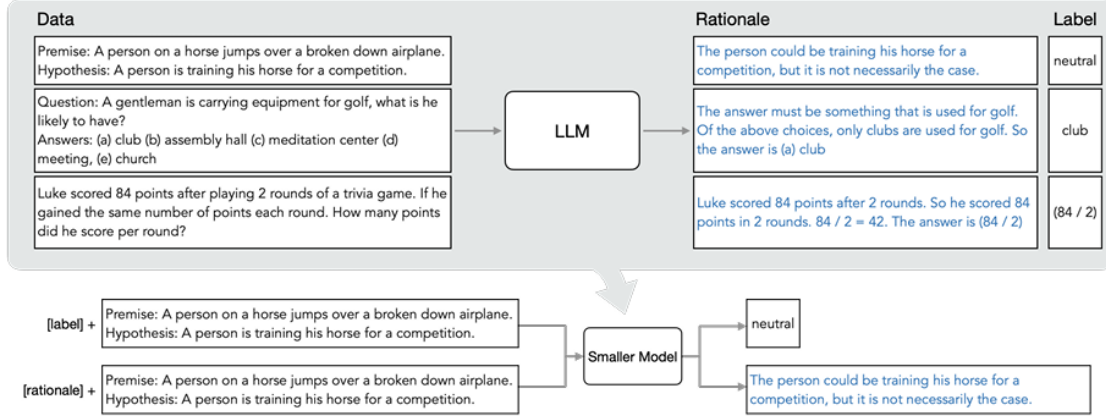 Data
Rationale
Label
Premise: A person on a horse jumps over a broken down airplane.
Hypothesis: A person is training his horse for a competition.
The person could be training his horse for a
competition, but it is not necessarily the case.
neutral
Question: A gentleman is carrying equipment for golf, what is he
likely to have?
Answers: (a) club (b) assembly hall (c) meditation center (d)
meeting, (e) church
LLM
The answer must be something that is used for golf.
Of the above choices, only clubs are used for golf. So
the answer is (a) club
club
Luke scored 84 points after playing 2 rounds of a trivia game. If he
gained the same number of points each round. How many points
did he score per round?
Luke scored 84 points after 2 rounds. So he scored 84
points in 2 rounds. 84 / 2 = 42. The answer is (84 / 2)
(84 / 2)
[label] +
Premise: A person on a horse jumps over a broken down airplane.
Hypothesis: A person is training his horse for a competition.
neutral
Smaller Model
[rationale] +
Premise: A person on a horse jumps over a broken down airplane.
Hypothesis: A person is training his horse for a competition.
The person could be training his horse for a
competition, but it is not necessarily the case.